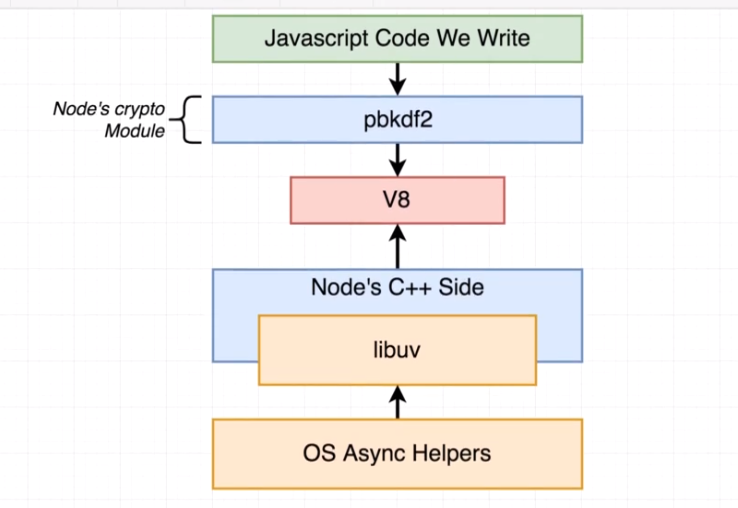 Javascript Code We Write
Node's crypto
Module
pbkdf2
V8
Node's C++ Side
libuv
OS Async Helpers